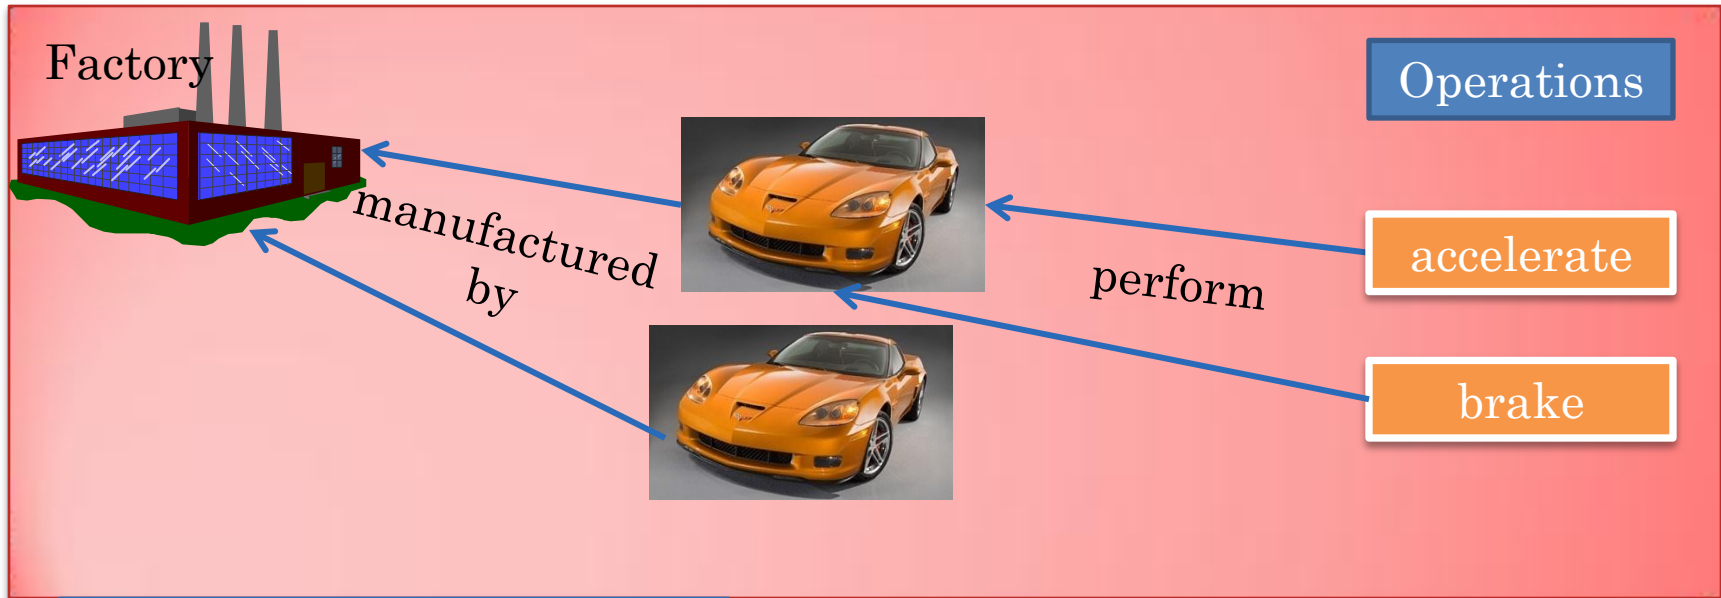 Factory
Operations
manufactured
by
perform
accelerate
brake